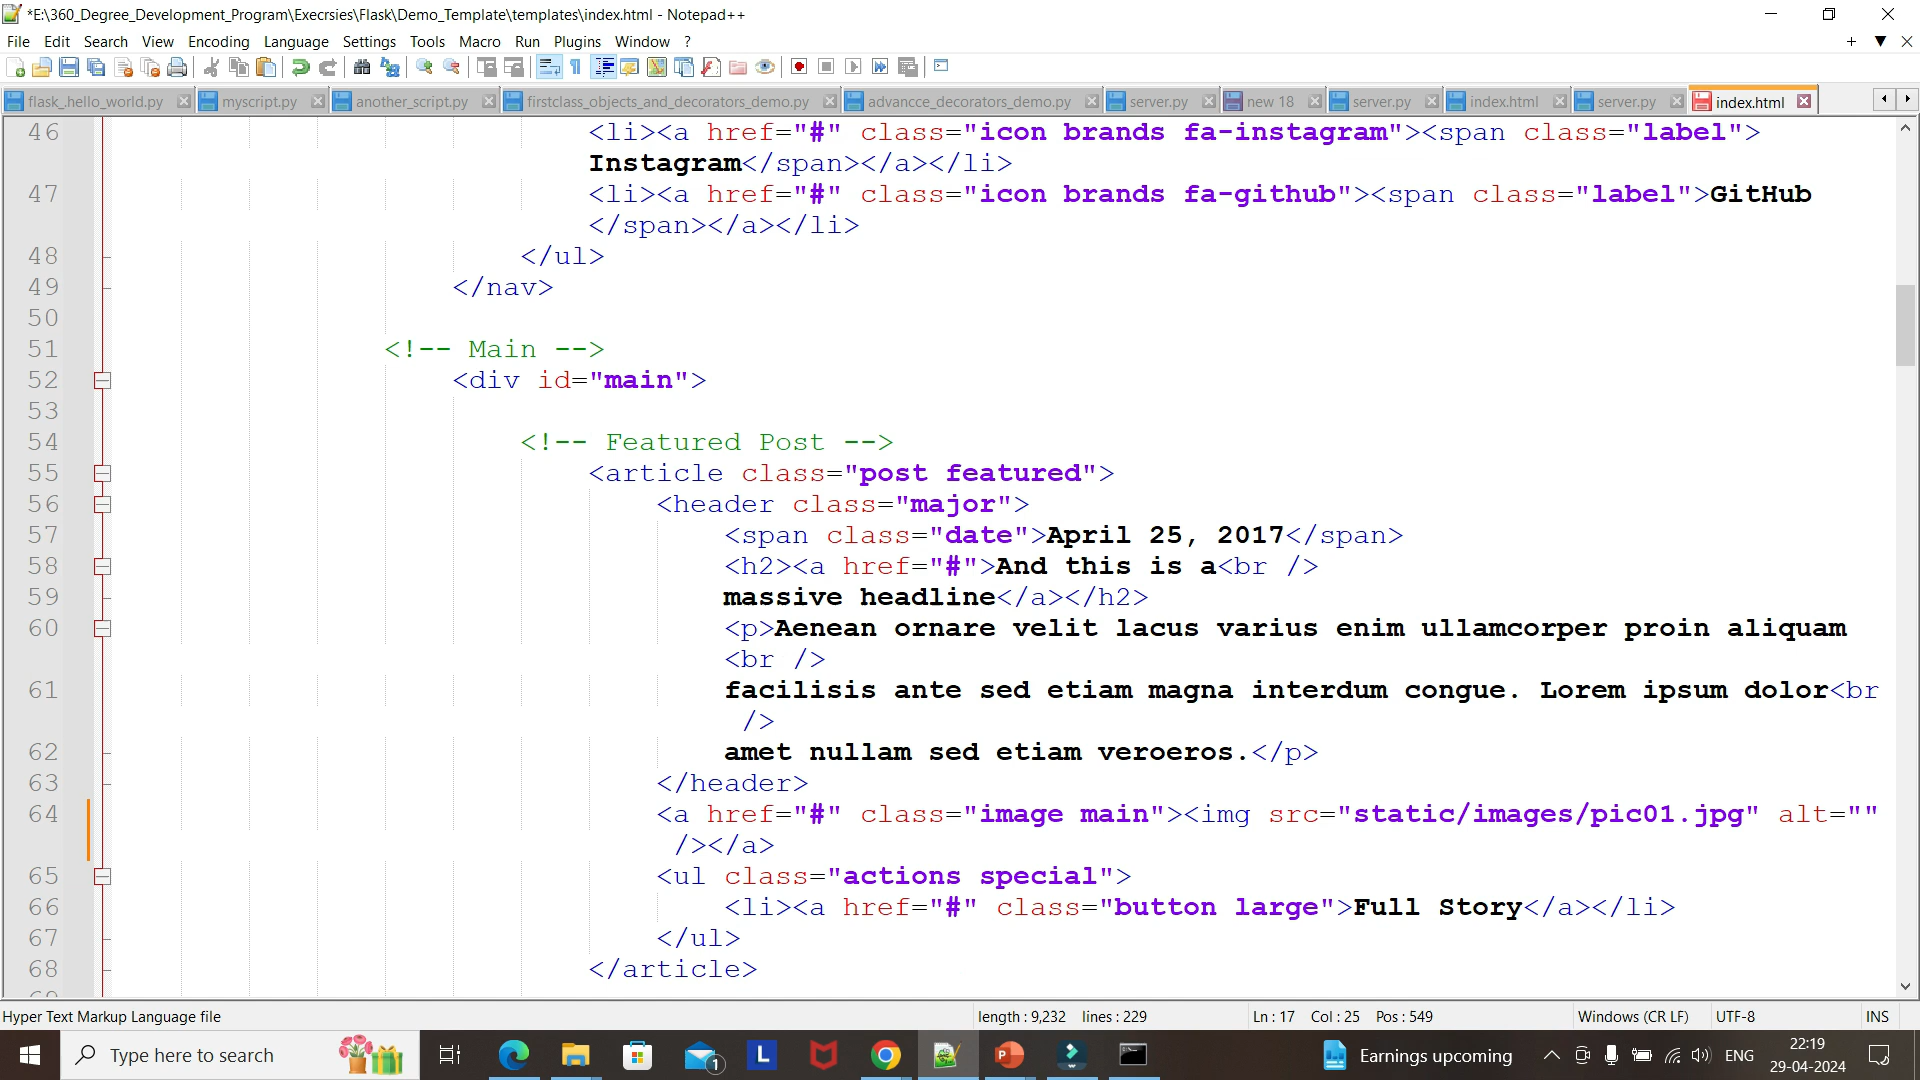 *E:\360_Degree_Development_Program\Execrsies\Flask\Demo_Template\templates\index.html - Notepad++
File Edit Search View Encoding Language Settings Tools Macro Run Plugins Window ?
flask_.hello_world.py myscript.py another_script.py firstclass_objects_and_decorators_demo.py advancce_decorators_demo.py server.py new 18 server.py index.html server.py index.html
46 <li><a href="#" class="icon brands fa-instagram"><span class="label">
Instagram</span></a></li>
47 <li><a href="#" class="icon brands fa-github"><span class="label">GitHub
</span></a></li>
48 </ul>
49 </nav>
50
51 <!-- Main -->
52 <div id="main">
53
54 <!-- Featured Post -->
55 <article class="post featured">
56 <header class="major">
57 <span class="date">April 25, 2017</span>
58 <h2><a href="#">And this is a<br />
59 massive headline</a></h2>
60 <p>Aenean ornare velit lacus varius enim ullamcorper proin aliquam
<br />
61 facilisis ante sed etiam magna interdum congue. Lorem ipsum dolor<br
/>
62 amet nullam sed etiam veroeros.</p>
63 </header>
64 <a href="#" class="image main"><img src="static/images/pic01.jpg" alt=""
/></a>
65 <ul class="actions special">
66 <li><a href="#" class="button large">Full Story</a></li>
67 </ul>
68 </article>
Hyper Text Markup Language file length : 9,232 lines : 229 Ln : 17 Col : 25 Pos : 549 Windows (CR LF) UTF-8 INS
Type here to search 1 L Earnings upcoming ENG 22:19
29-04-2024